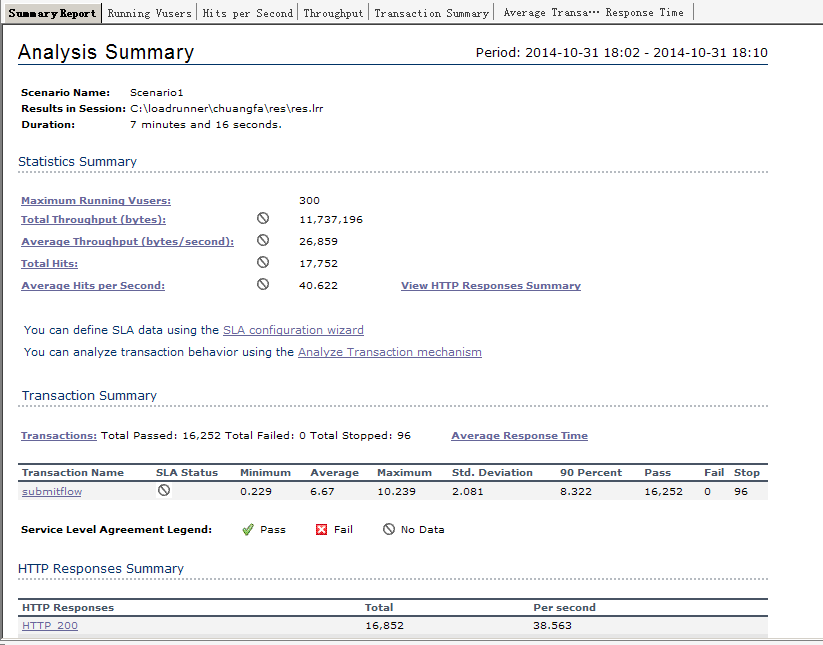 Summary Report Running Vusers Hits per Second Throughput Transaction Summary Average Transa··· Response Time
Analysis Summary Period: 2014-10-31 18:02 - 2014-10-31 18:10
Scenario Name: Scenario1
Results in Session: C:\loadrunner\chuangfa\res\res.lrr
Duration: 7 minutes and 16 seconds.
Statistics Summary
Maximum Running Vusers: 300
Total Throughput (bytes): 11,737,196
Average Throughput (bytes/second): 26,859
Total Hits: 17,752
Average Hits per Second: 40.622 View HTTP Responses Summary
You can define SLA data using the SLA configuration wizard
You can analyze transaction behavior using the Analyze Transaction mechanism
Transaction Summary
Transactions: Total Passed: 16,252 Total Failed: 0 Total Stopped: 96 Average Response Time
Transaction Name SLA Status Minimum Average Maximum Std. Deviation 90 Percent Pass Fail Stop
submitflow 0.229 6.67 10.239 2.081 8.322 16,252 0 96
Service Level Agreement Legend: Pass Fail No Data
HTTP Responses Summary
HTTP Responses Total Per second
HTTP_200 16,852 38.563